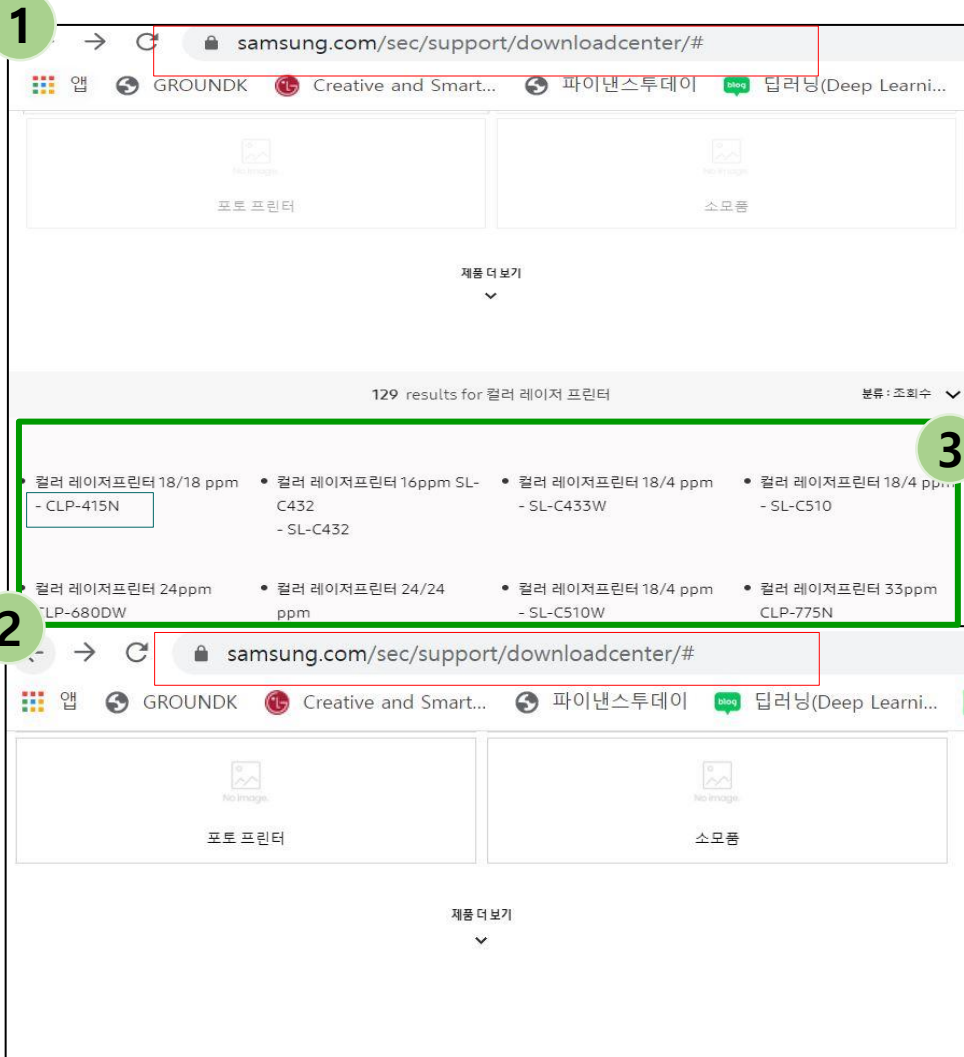 1
samsung.com/sec/support/downloadcenter/#
앱 GROUNDK Creative and Smart... 파이낸스투데이 blog 딥러닝(Deep Learni...
No image. No image.
포토 프린터 소모품
제품 더 보기
129 results for 컬러 레이저 프린터 분류 : 조회수
3
컬러 레이저프린터 18/18 ppm
- CLP-415N
컬러 레이저프린터 16ppm SL-
C432
- SL-C432
컬러 레이저프린터 18/4 ppm
- SL-C433W
컬러 레이저프린터 18/4 ppm
- SL-C510
컬러 레이저프린터 24ppm
CLP-680DW
컬러 레이저프린터 24/24
ppm
컬러 레이저프린터 18/4 ppm
- SL-C510W
컬러 레이저프린터 33ppm
CLP-775N
2
samsung.com/sec/support/downloadcenter/#
앱 GROUNDK Creative and Smart... 파이낸스투데이 blog 딥러닝(Deep Learni...
No image. No image.
포토 프린터 소모품
제품 더 보기